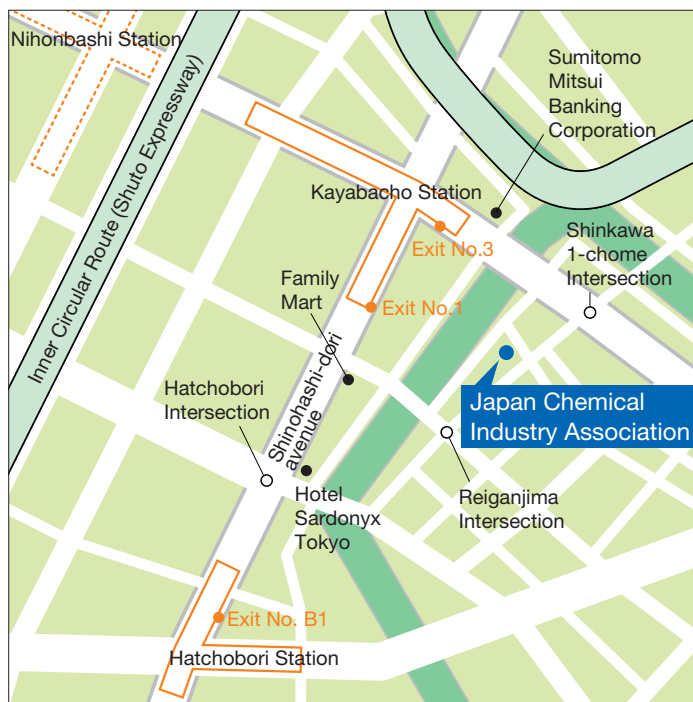 Nihonbashi Station
Inner Circular Route (Shuto Expressway)
Sumitomo
Mitsui
Banking
Corporation
Kayabacho Station
Exit No.3
Shinkawa
1-chome
Intersection
Family
Mart
Exit No.1
Shinohashi-dori
avenue
Hatchobori
Intersection
Japan Chemical
Industry Association
Hotel
Sardonyx
Tokyo
Reiganjima
Intersection
Exit No. B1
Hatchobori Station